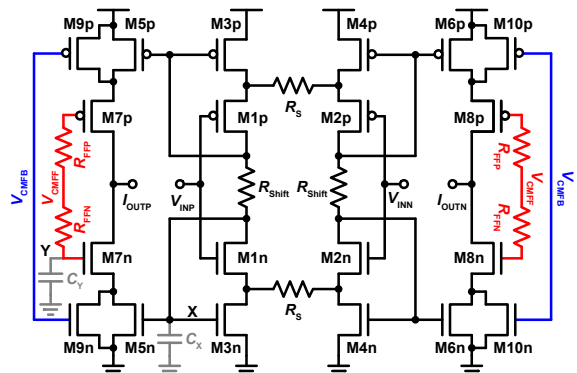 M9p M5p M3p M4p M6p M10p
R_S
M7p M1p M2p M8p
R_FFP R_FFP
V_CMFB V_CMFF I_OUTP V_INP R_Shift R_Shift V_INN I_OUTN V_CMFF V_CMFB
R_FFN R_FFN
Y M7n M1n M2n M8n
C_Y
R_S
X
C_X
M9n M5n M3n M4n M6n M10n